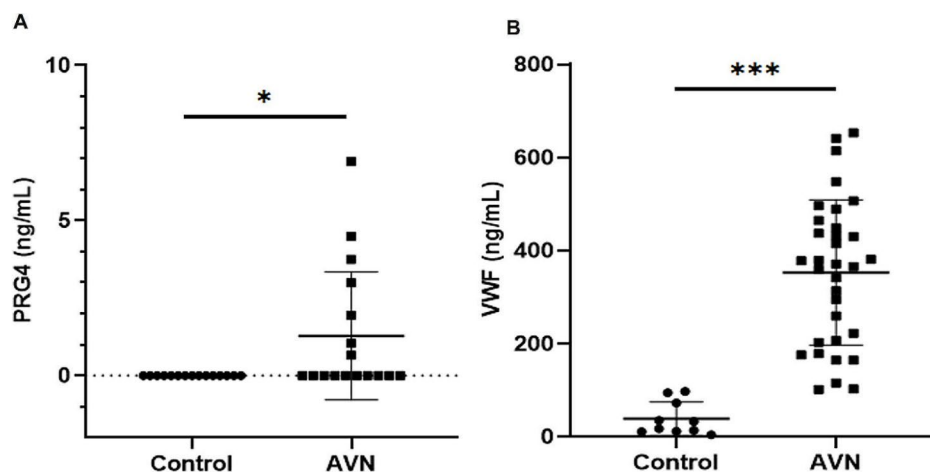 A
PRG4 (ng/mL)
10
5
0
*
Control
AVN
B
VWF (ng/mL)
800
600
400
200
0
***
Control
AVN